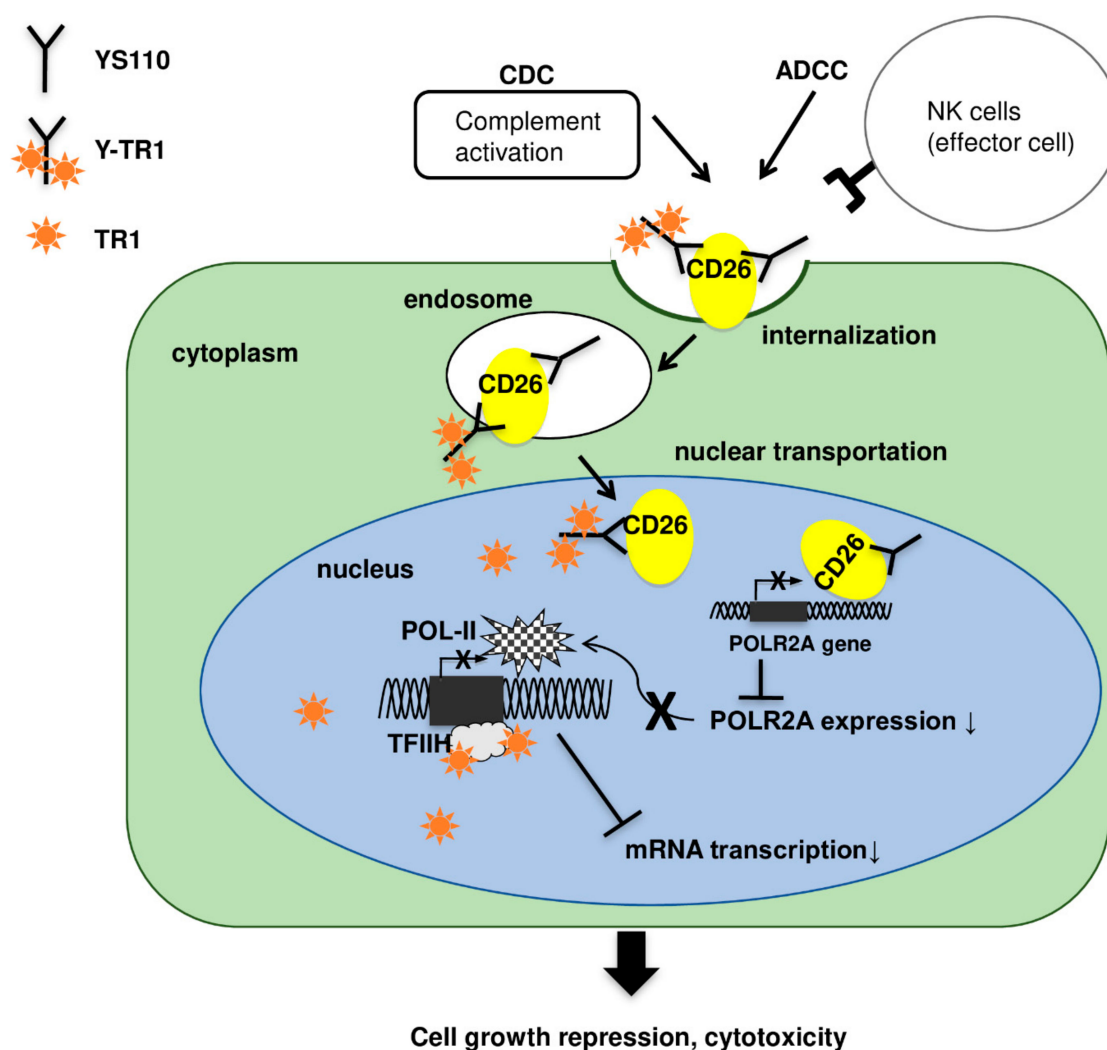 YS110
Y-TR1
TR1
CDC
Complement
activation
ADCC
NK cells
(effector cell)
CD26
internalization
endosome
cytoplasm
CD26
nuclear transportation
CD26
nucleus
CD26
X
POLR2A gene
POL-II
X
TFIIH
X
POLR2A expression ↓
mRNA transcription↓
Cell growth repression, cytotoxicity